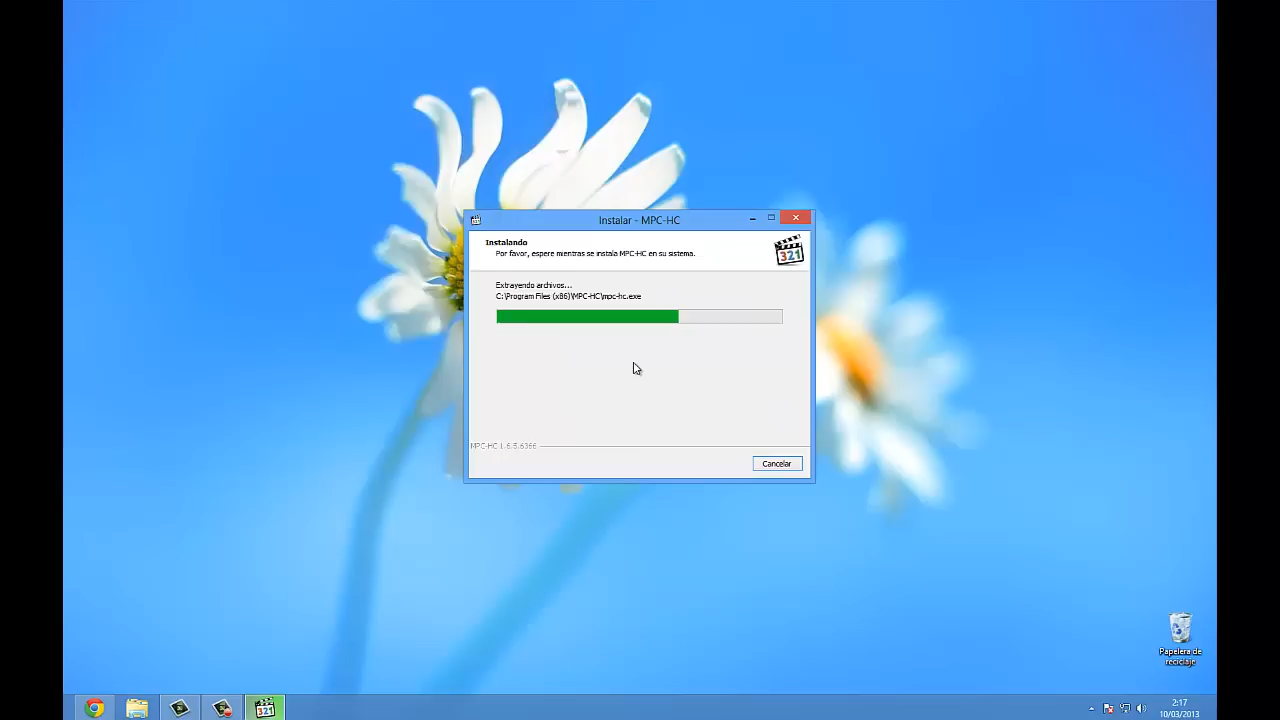 Instalar - MPC-HC
Instalando
Por favor, espere mientras se instala MPC-HC en su sistema.
321
Extrayendo archivos...
C:\Program Files (x86)\MPC-HC\mpc-hc.exe
MPC-HC 1.6.5.6366
Cancelar
Papelera de
reciclaje
321
2:17
10/03/2013